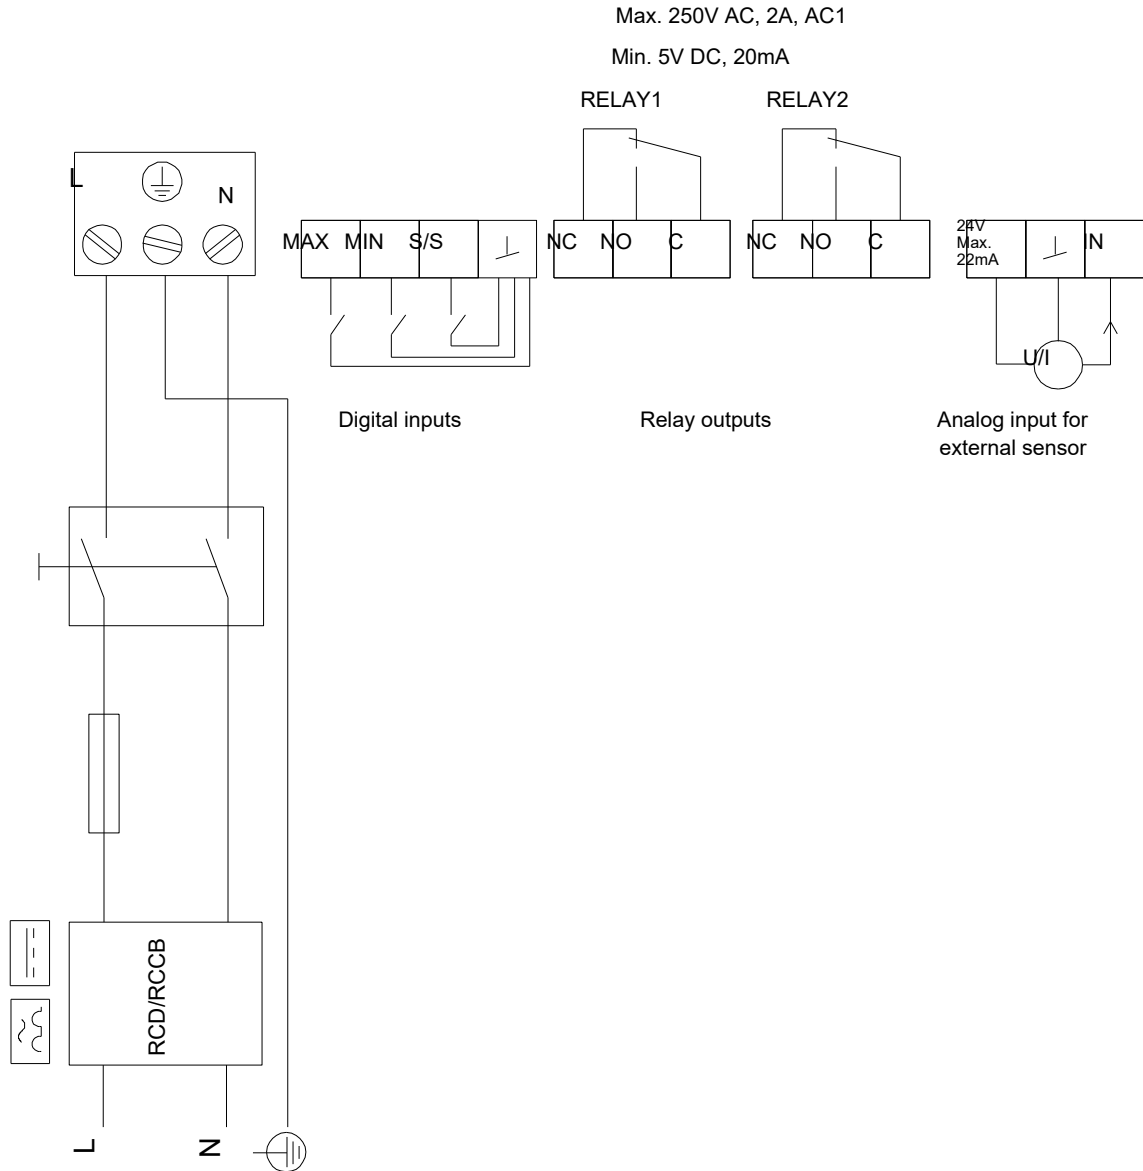 Max. 250V AC, 2A, AC1
Min. 5V DC, 20mA
RELAY1 RELAY2
L N
MAX MIN S/S NC NO C NC NO C 24V Max. 22mA IN
U/I
Digital inputs
Relay outputs
Analog input for
external sensor
RCD/RCCB
L N